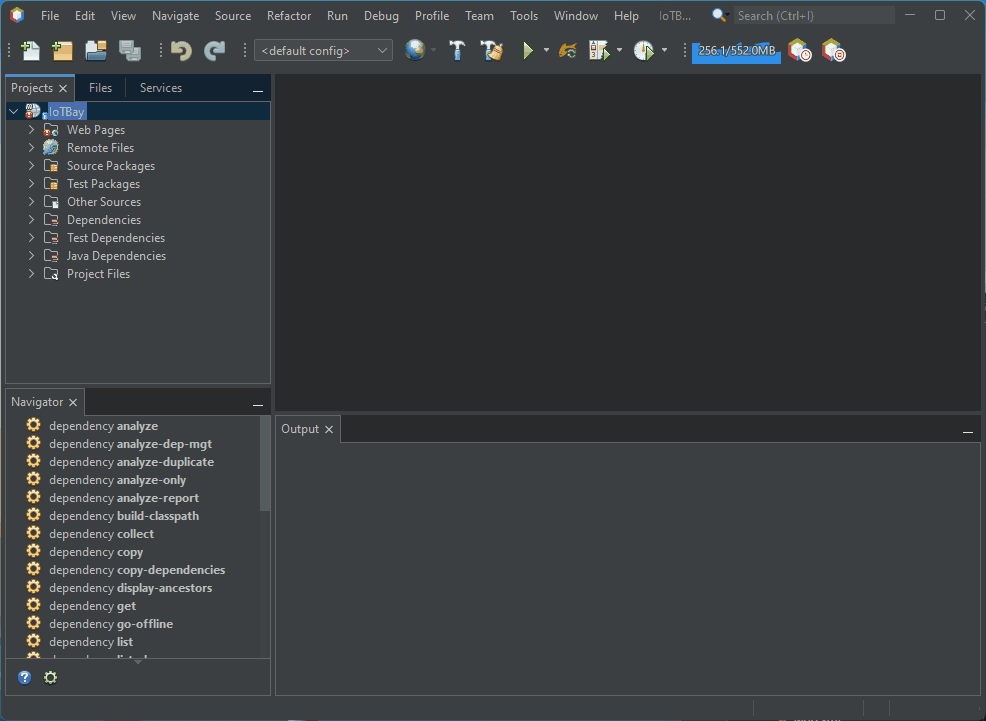 File Edit View Navigate Source Refactor Run Debug Profile Team Tools Window Help IoTB... Search (Ctrl+I)
<default config> 256.1/552.0MB
Projects Files Services
IoTBay
Web Pages
Remote Files
Source Packages
Test Packages
Other Sources
Dependencies
Test Dependencies
Java Dependencies
Project Files
Navigator
dependency analyze
dependency analyze-dep-mgt
dependency analyze-duplicate
dependency analyze-only
dependency analyze-report
dependency build-classpath
dependency collect
dependency copy
dependency copy-dependencies
dependency display-ancestors
dependency get
dependency go-offline
dependency list
Output